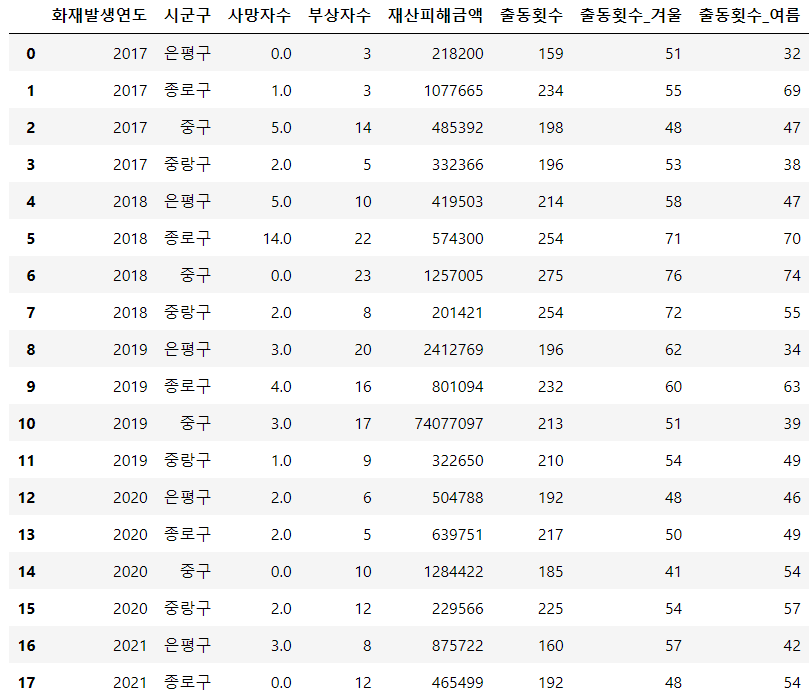 화재발생연도 시군구 사망자수 부상자수 재산피해금액 출동횟수 출동횟수_겨울 출동횟수_여름
0 2017 은평구 0.0 3 218200 159 51 32
1 2017 종로구 1.0 3 1077665 234 55 69
2 2017 중구 5.0 14 485392 198 48 47
3 2017 중랑구 2.0 5 332366 196 53 38
4 2018 은평구 5.0 10 419503 214 58 47
5 2018 종로구 14.0 22 574300 254 71 70
6 2018 중구 0.0 23 1257005 275 76 74
7 2018 중랑구 2.0 8 201421 254 72 55
8 2019 은평구 3.0 20 2412769 196 62 34
9 2019 종로구 4.0 16 801094 232 60 63
10 2019 중구 3.0 17 74077097 213 51 39
11 2019 중랑구 1.0 9 322650 210 54 49
12 2020 은평구 2.0 6 504788 192 48 46
13 2020 종로구 2.0 5 639751 217 50 49
14 2020 중구 0.0 10 1284422 185 41 54
15 2020 중랑구 2.0 12 229566 225 54 57
16 2021 은평구 3.0 8 875722 160 57 42
17 2021 종로구 0.0 12 465499 192 48 54